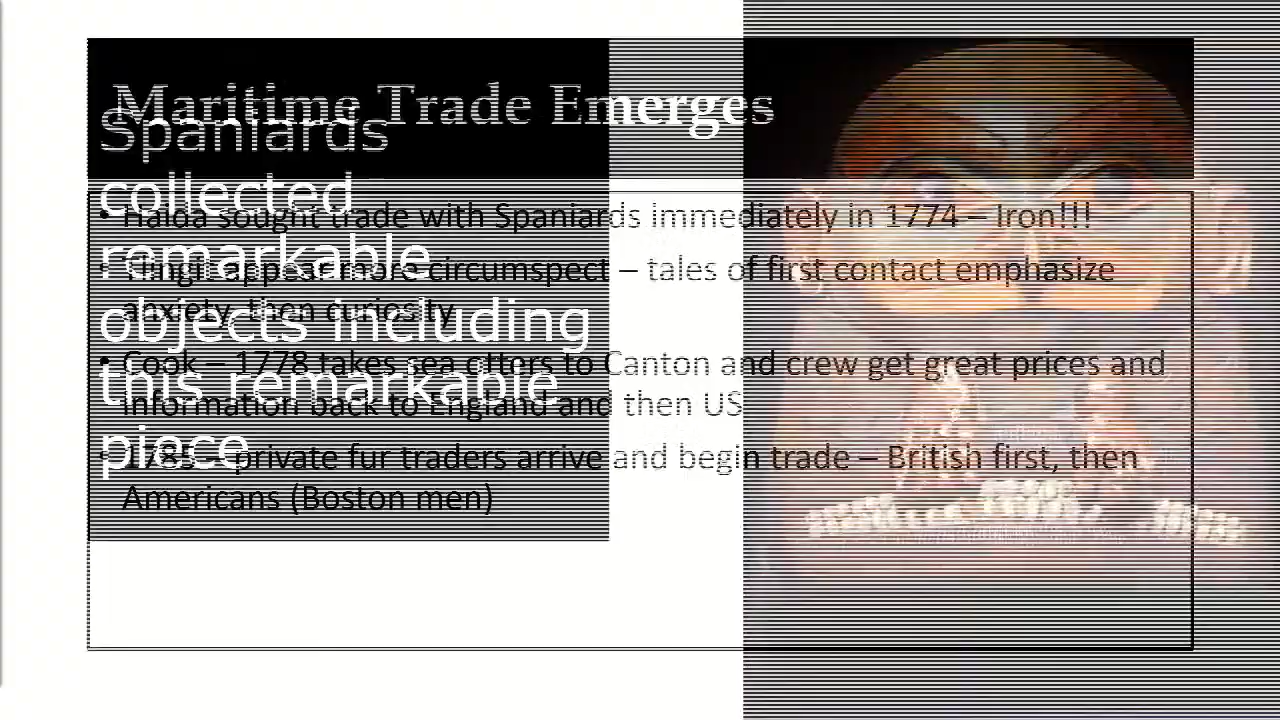 Maritime Trade Emerges
Spaniards
collected
remarkable
objects including
this remarkable
piece
• Haida sought trade with Spaniards immediately in 1774 – Iron!!!
more circumspect – tales of first contact emphasize
anxiety, then curiosity
• Cook – 1778 takes sea otters to Canton and crew get great prices and
information back to England and then US
private fur traders arrive and begin trade – British first, then
Americans (Boston men)